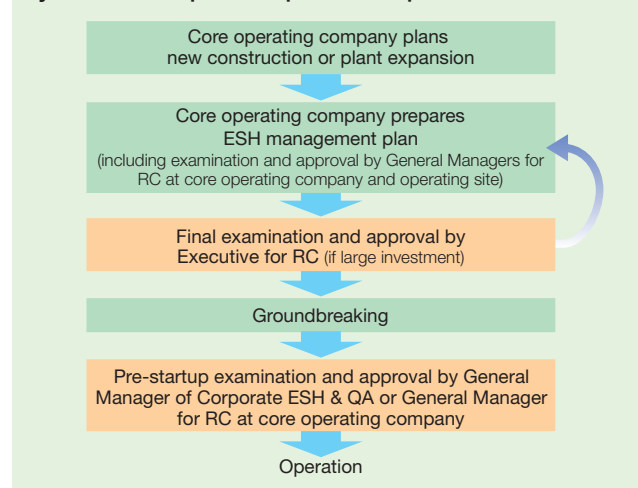 Core operating company plans
new construction or plant expansion
Core operating company prepares
ESH management plan
(including examination and approval by General Managers for
RC at core operating company and operating site)
Final examination and approval by
Executive for RC (if large investment)
Groundbreaking
Pre-startup examination and approval by General
Manager of Corporate ESH & QA or General Manager
for RC at core operating company
Operation